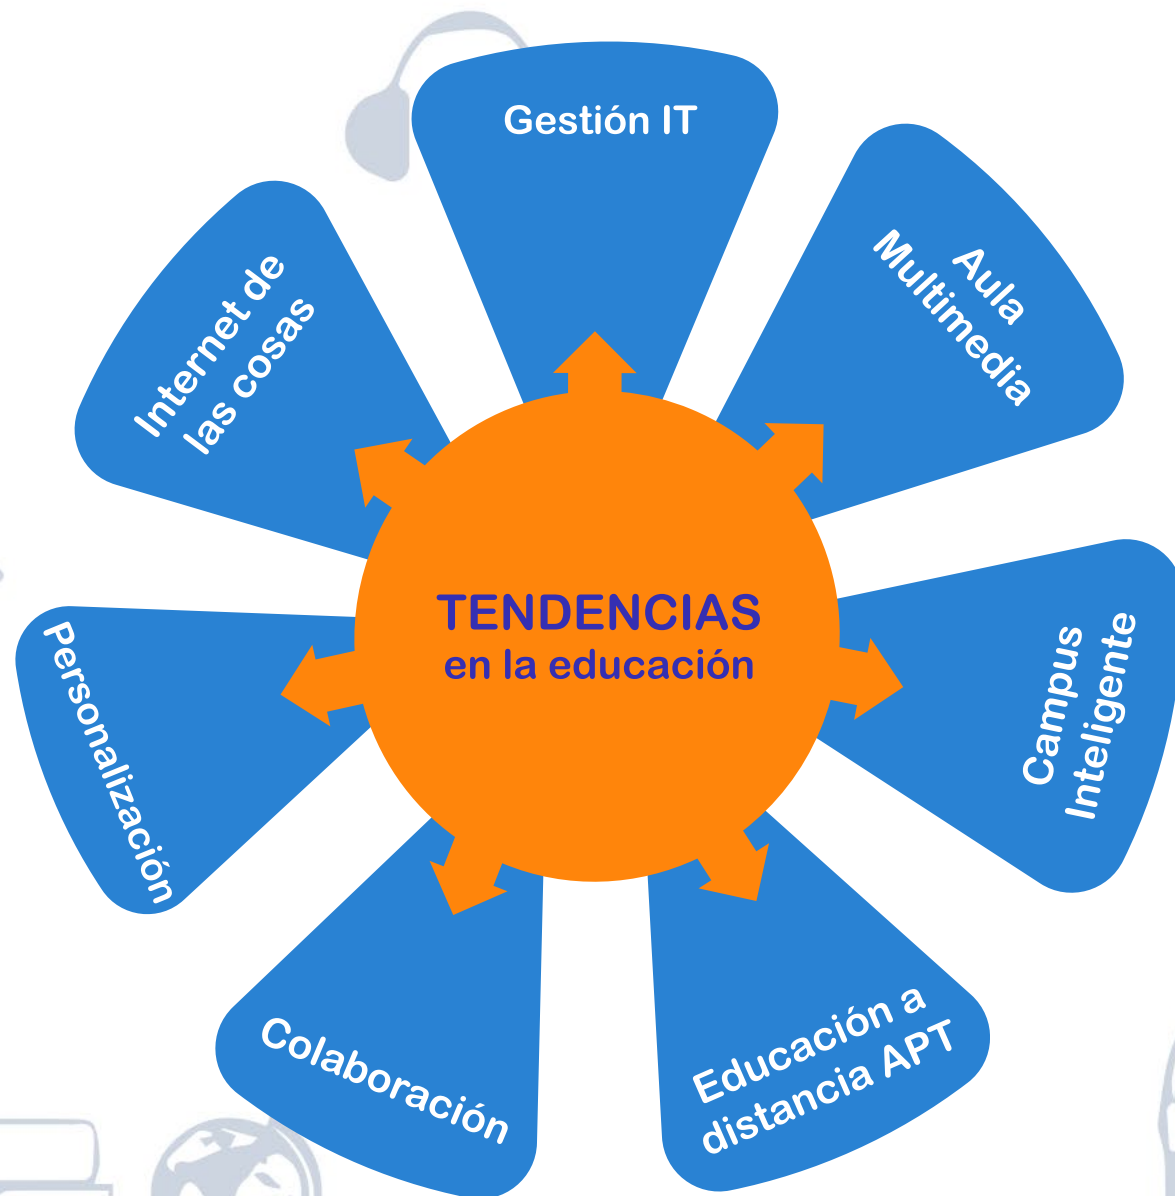 Gestión IT
Aula
Multimedia
Campus
Inteligente
Educación a
distancia APT
Colaboración
Personalización
Internet de
las cosas
TENDENCIAS
en la educación